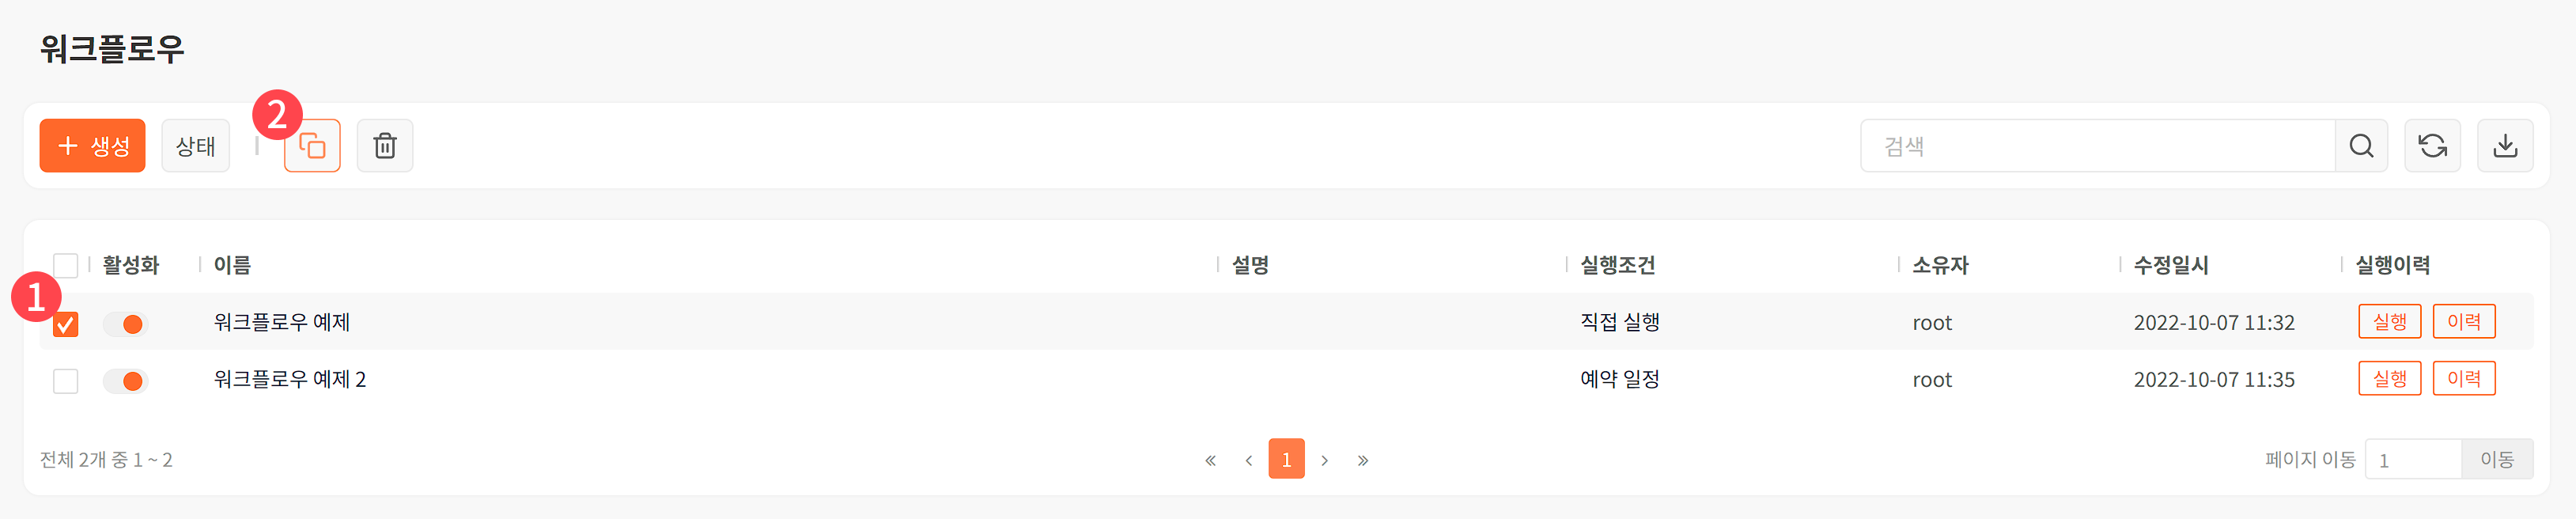 워크플로우
2
+ 생성 상태 검색
활성화 이름 설명 실행조건 소유자 수정일시 실행이력
1
워크플로우 예제 직접 실행 root 2022-10-07 11:32 실행 이력
워크플로우 예제 2 예약 일정 root 2022-10-07 11:35 실행 이력
전체 2개 중 1 ~ 2 « ‹ 1 › » 페이지 이동 1 이동